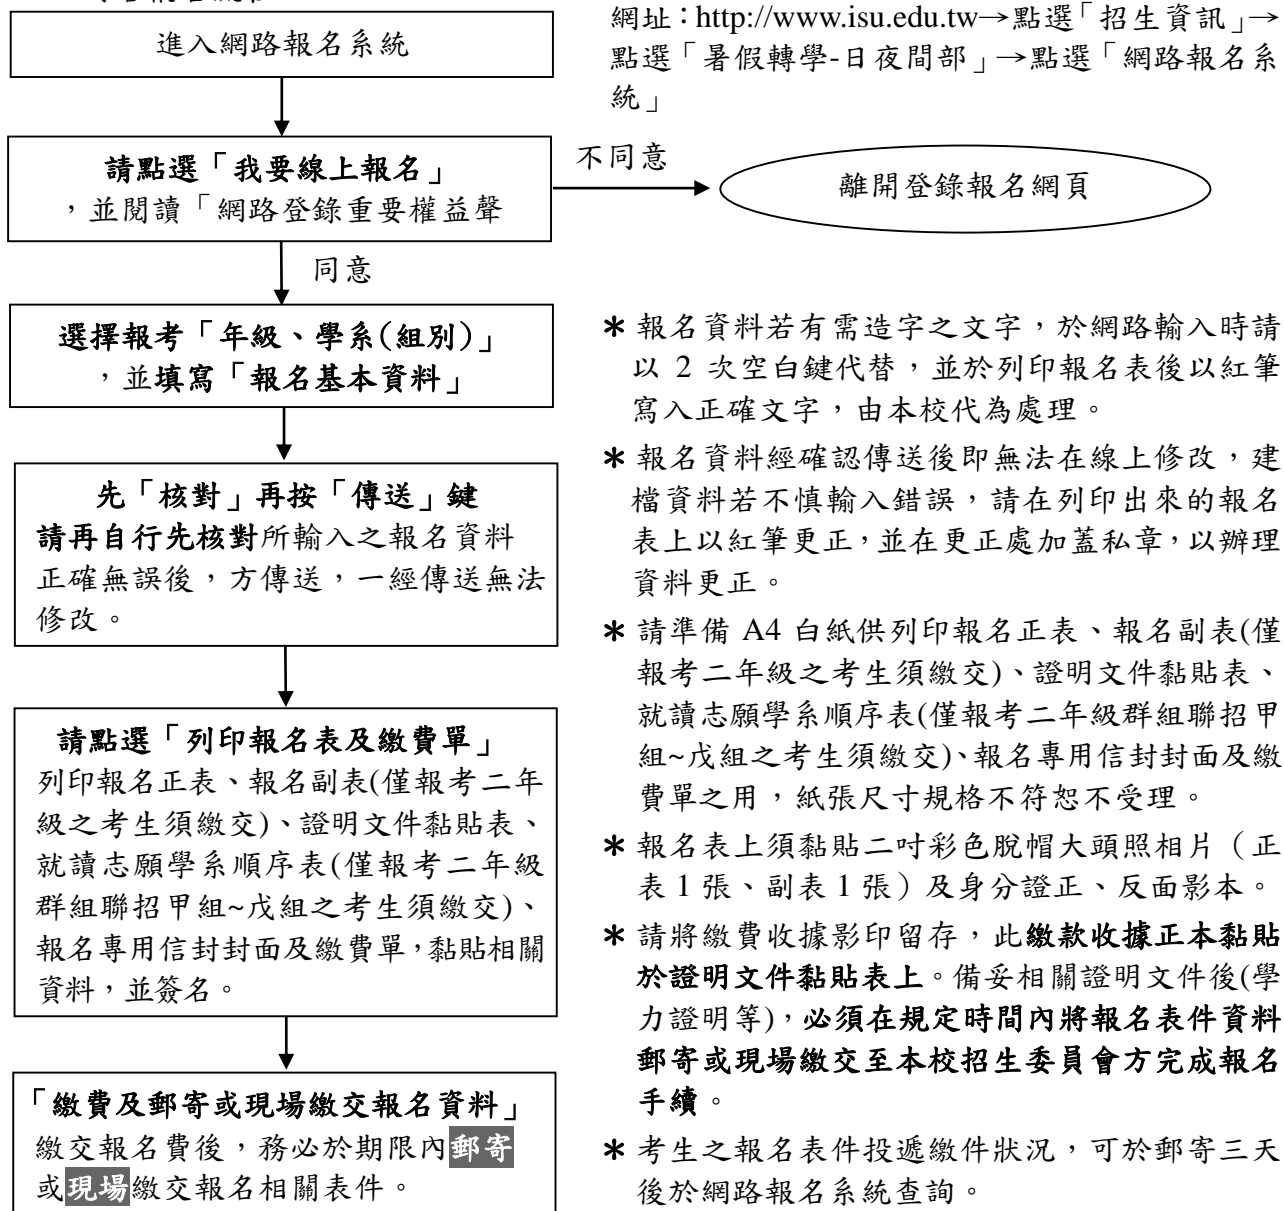 進入網路報名系統
網址：http://www.isu.edu.tw→點選「招生資訊」→
點選「暑假轉學-日夜間部」→點選「網路報名系
統」
請點選「我要線上報名」
，並閱讀「網路登錄重要權益聲
不同意
離開登錄報名網頁
同意
選擇報考「年級、學系(組別)」
，並填寫「報名基本資料」
先「核對」再按「傳送」鍵
請再自行先核對所輸入之報名資料
正確無誤後，方傳送，一經傳送無法
修改。
請點選「列印報名表及繳費單」
列印報名正表、報名副表(僅報考二年
級之考生須繳交)、證明文件黏貼表、
就讀志願學系順序表(僅報考二年級
群組聯招甲組~戊組之考生須繳交)、
報名專用信封封面及繳費單，黏貼相關
資料，並簽名。
「繳費及郵寄或現場繳交報名資料」
繳交報名費後，務必於期限內郵寄
或現場繳交報名相關表件。
＊報名資料若有需造字之文字，於網路輸入時請
以 2 次空白鍵代替，並於列印報名表後以紅筆
寫入正確文字，由本校代為處理。
＊報名資料經確認傳送後即無法在線上修改，建
檔資料若不慎輸入錯誤，請在列印出來的報名
表上以紅筆更正，並在更正處加蓋私章，以辦理
資料更正。
＊請準備 A4 白紙供列印報名正表、報名副表(僅
報考二年級之考生須繳交)、證明文件黏貼表、
就讀志願學系順序表(僅報考二年級群組聯招甲
組~戊組之考生須繳交)、報名專用信封封面及繳
費單之用，紙張尺寸規格不符恕不受理。
＊報名表上須黏貼二吋彩色脫帽大頭照相片（正
表 1 張、副表 1 張）及身分證正、反面影本。
＊請將繳費收據影印留存，此繳款收據正本黏貼
於證明文件黏貼表上。備妥相關證明文件後(學
力證明等)，必須在規定時間內將報名表件資料
郵寄或現場繳交至本校招生委員會方完成報名
手續。
＊考生之報名表件投遞繳件狀況，可於郵寄三天
後於網路報名系統查詢。